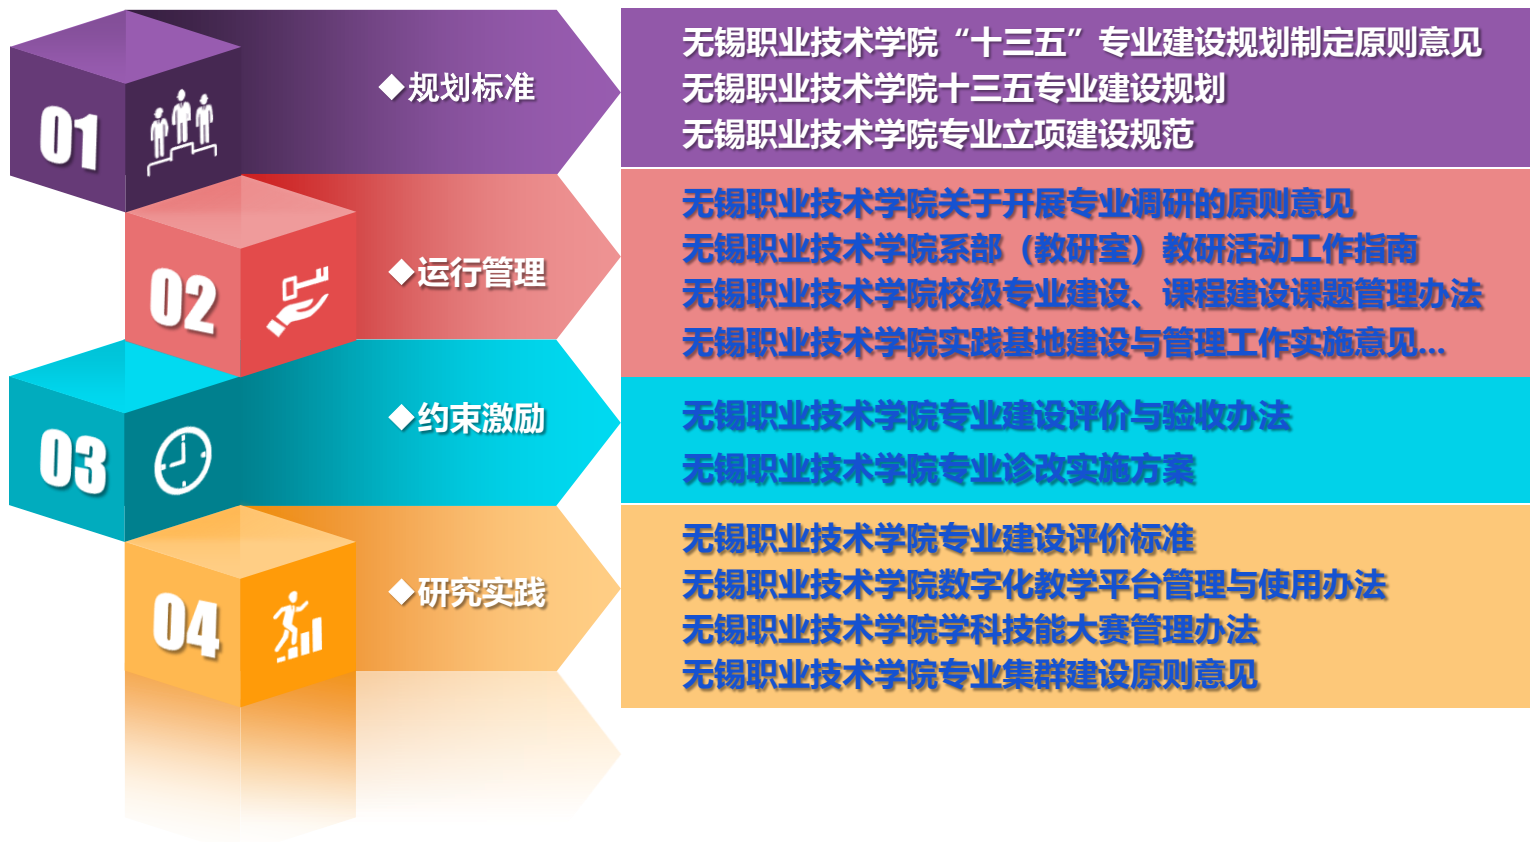 01
◆规划标准
无锡职业技术学院“十三五”专业建设规划制定原则意见
无锡职业技术学院十三五专业建设规划
无锡职业技术学院专业立项建设规范
02
◆运行管理
无锡职业技术学院关于开展专业调研的原则意见
无锡职业技术学院系部（教研室）教研活动工作指南
无锡职业技术学院校级专业建设、课程建设课题管理办法
无锡职业技术学院实践基地建设与管理工作实施意见...
03
◆约束激励
无锡职业技术学院专业建设评价与验收办法
无锡职业技术学院专业诊改实施方案
04
◆研究实践
无锡职业技术学院专业建设评价标准
无锡职业技术学院数字化教学平台管理与使用办法
无锡职业技术学院学科技能大赛管理办法
无锡职业技术学院专业集群建设原则意见